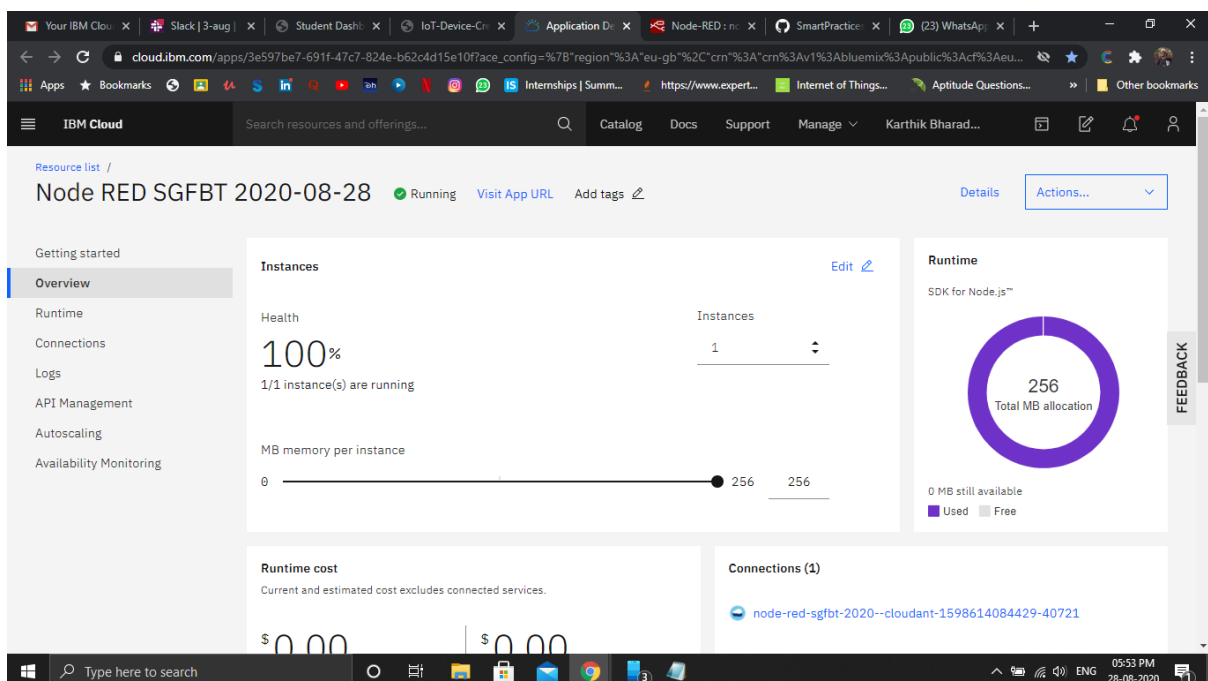 Your IBM Clou
Slack | 3-aug
Student Dashb
IoT-Device-Cre
Application De
Node-RED : no
SmartPractice
(23) WhatsApp
cloud.ibm.com/apps/3e597be7-691f-47c7-824e-b62c4d15e10f?ace_config=%7B"region"%3A"eu-gb"%2C"crn"%3A"crn%3Av1%3Abluemix%3Apublic%3Acf%3Aeu...
Apps Bookmarks Internships | Summ... https://www.expert... Internet of Things... Aptitude Questions... » Other bookmarks
IBM Cloud Search resources and offerings... Catalog Docs Support Manage Karthik Bharad...
Resource list /
Node RED SGFBT 2020-08-28 Running Visit App URL Add tags Details Actions...
Getting started
Overview
Runtime
Connections
Logs
API Management
Autoscaling
Availability Monitoring
Instances Edit
Health Instances
100% 1
1/1 instance(s) are running
MB memory per instance
0 256 256
Runtime
SDK for Node.js™
256
Total MB allocation
0 MB still available
Used Free
FEEDBACK
Runtime cost
Current and estimated cost excludes connected services.
$0.00 $0.00
Connections (1)
node-red-sgfbt-2020--cloudant-1598614084429-40721
Type here to search ENG 05:53 PM
28-08-2020